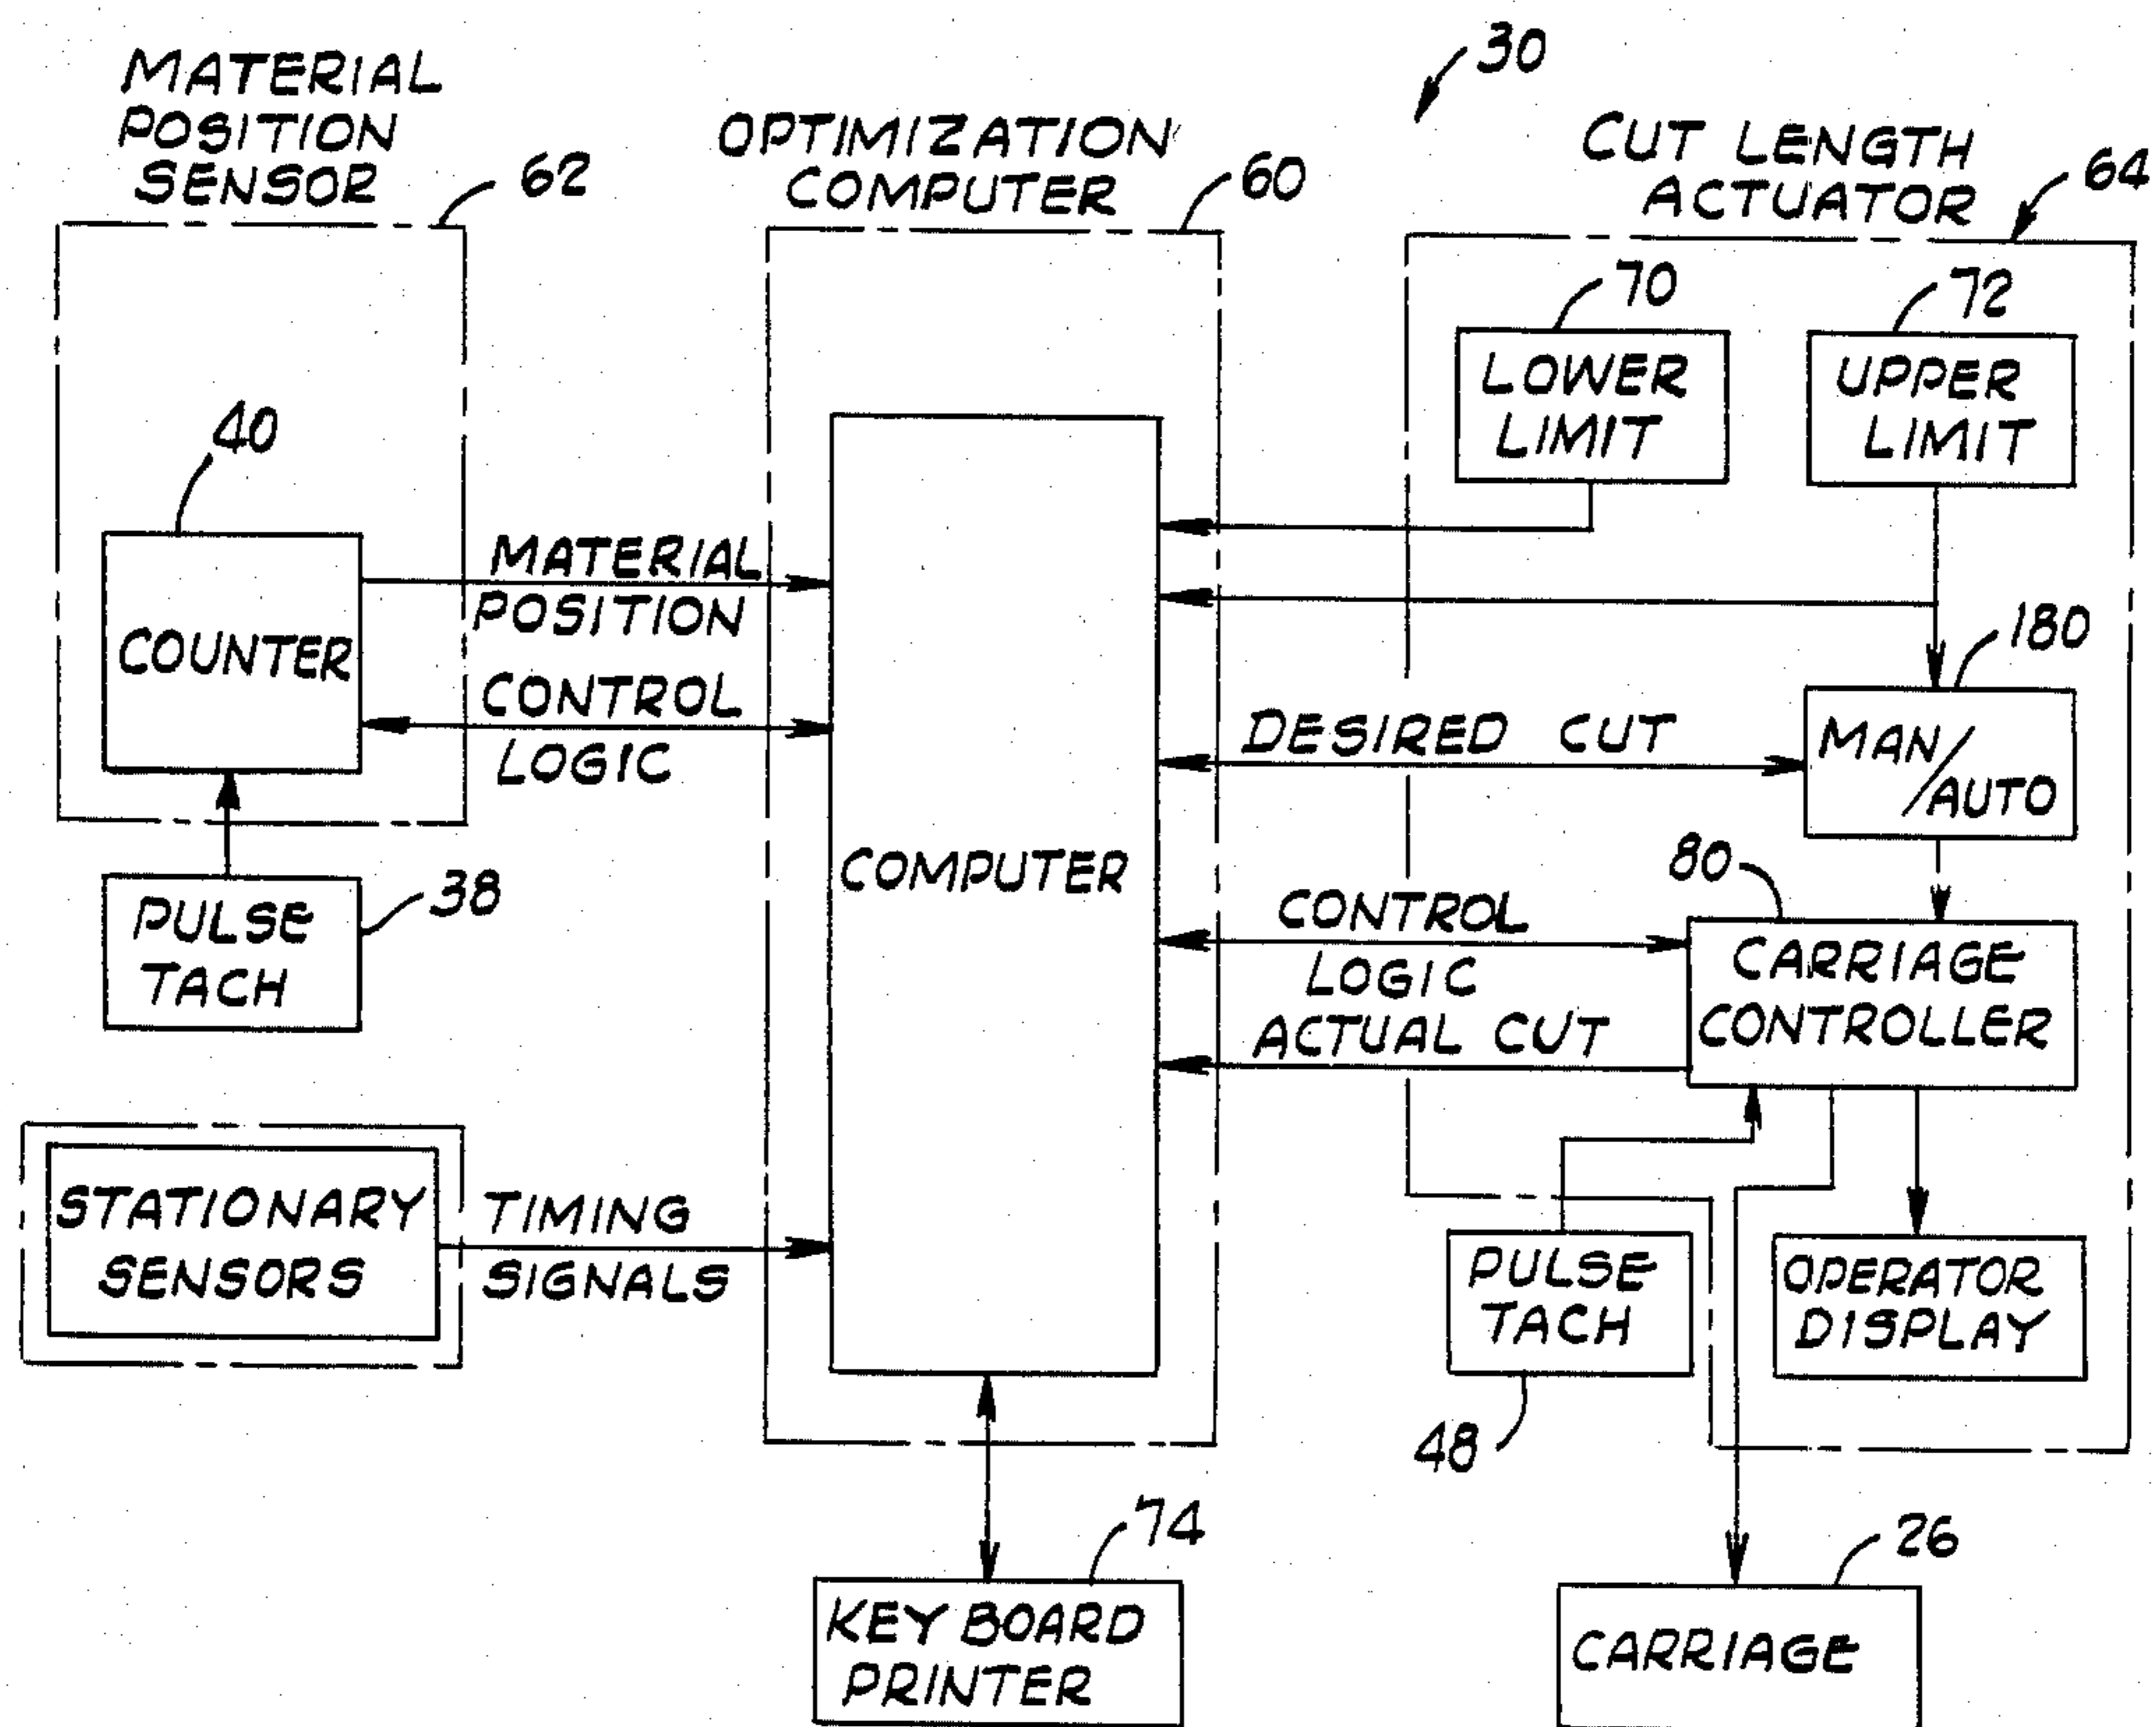 30
MATERIAL
POSITION
SENSOR
62
OPTIMIZATION
COMPUTER
60
CUT LENGTH
ACTUATOR
64
70
LOWER
LIMIT
72
UPPER
LIMIT
40
COUNTER
MATERIAL
POSITION
CONTROL
LOGIC
180
MAN/
AUTO
DESIRED CUT
COMPUTER
38
PULSE
TACH
80
CARRIAGE
CONTROLLER
CONTROL
LOGIC
ACTUAL CUT
STATIONARY
SENSORS
TIMING
SIGNALS
PULSE
TACH
48
OPERATOR
DISPLAY
74
KEY BOARD
PRINTER
26
CARRIAGE